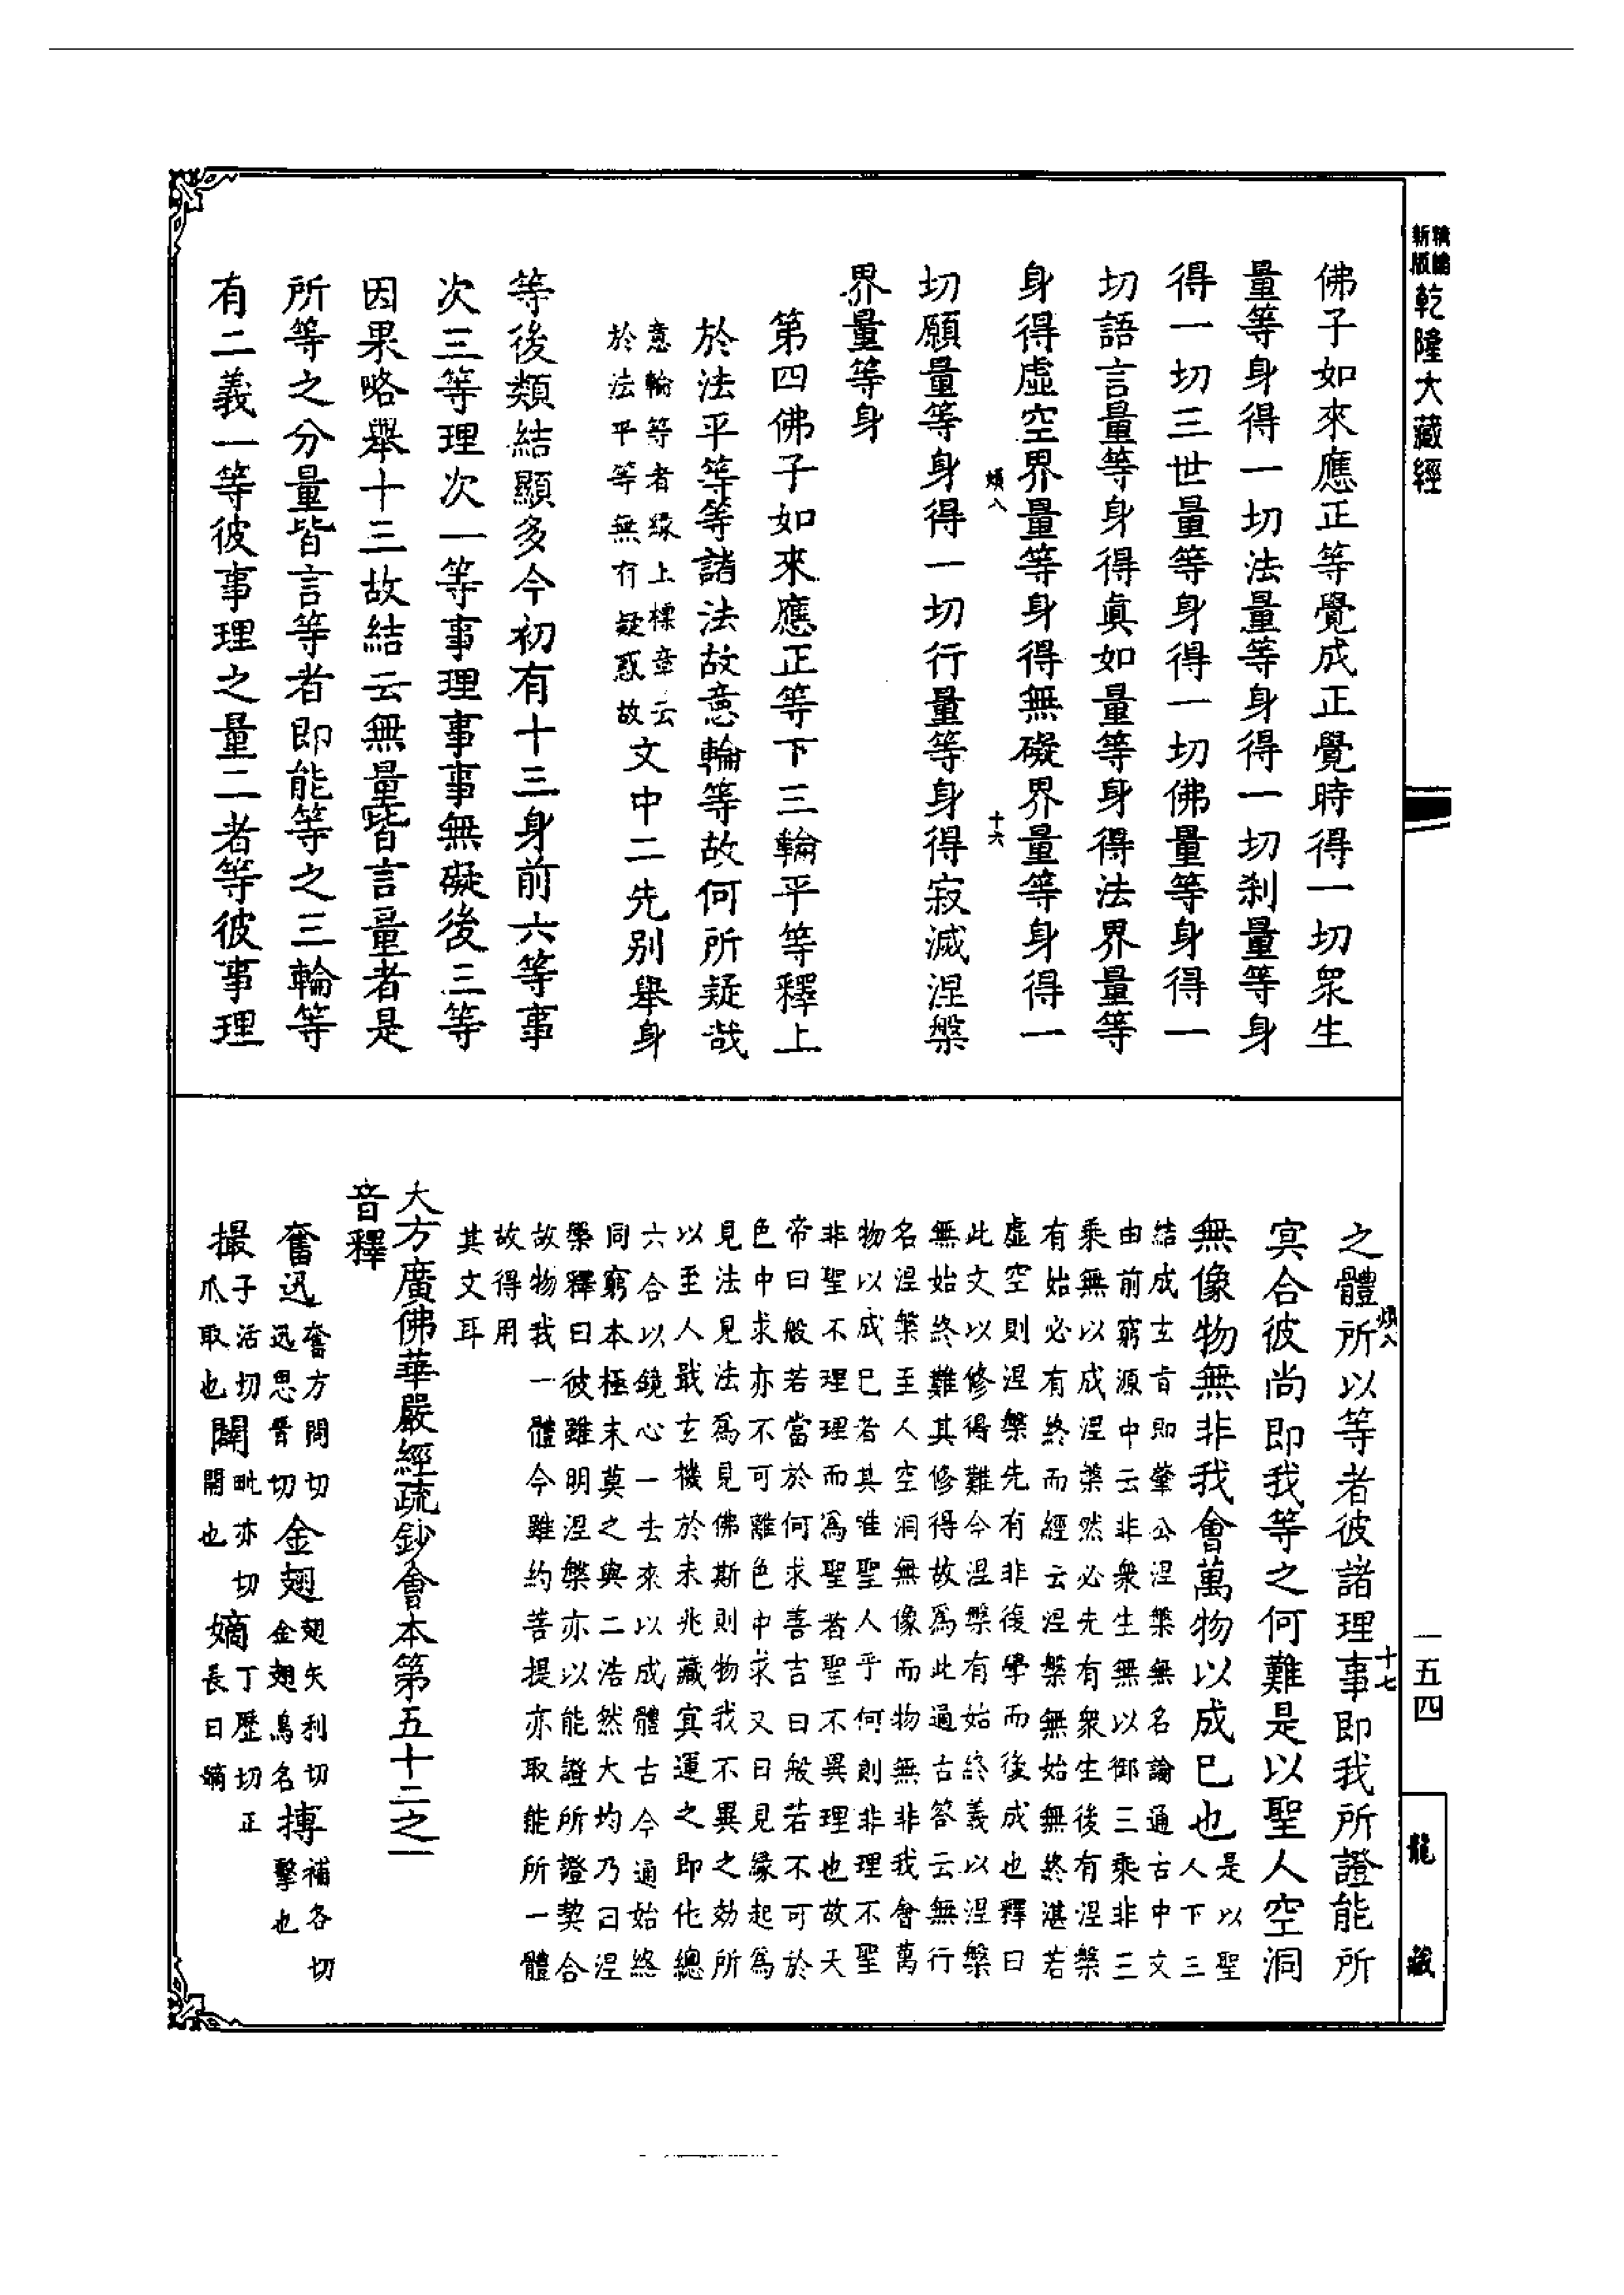 新版
精編
乾隆大藏經
一五四
龍藏
佛子如來應正等覺成正覺時得一切衆生
量等身得一切法量等身得一切刹量等身
得一切三世量等身得一切佛量等身得一
切語言量等身得眞如量等身得法界量等
身得虛空界量等身得無礙界量等身得一
十六
切願量等身得一切行量等身得寂滅涅槃
界量等身
第四佛子如來應正等下三輪平等釋上
於法平等等諸法故意輪等故何所疑哉
意輪等者緣上標章云
於法平等無有疑惑故
文中二先别舉身
等後類結顯多今初有十三身前六等事
次三等理次一等事理事事無礙後三等
因果略舉十三故結云無量皆言量者是
所等之分量皆言等者即能等之三輪等
有二義一等彼事理之量二者等彼事理
之體所以等者彼諸理事即我所證能所
十七
冥合彼尚即我等之何難是以聖人空洞
無像物無非我會萬物以成已也
是以聖
人下三
結成玄旨即肇公涅槃無名論通古中文
由前窮源中云非衆生無以御三乘非三
乘無以成涅槃然必先有衆生後有涅槃
有始必有終而經云涅槃無始無終湛若
虛空則涅槃先有非復學而後成也釋曰
此文以修得難今涅槃有始終義以涅槃
無始終難其修得故爲此過古答云無行
名涅槃至人空洞無像而物無非我會萬
物以成已者其唯聖人乎何則非理不聖
非聖不理理而爲聖者聖不異理也故天
帝曰般若當於何求善吉曰般若不可於
色中求亦不可離色中求又曰見緣起爲
見法見法爲見佛斯則物我不異之効所
以至人戢玄機於未兆藏冥運之即化總
六合以鏡心一去來以成體古今通始終
同窮本極末莫之與二浩然大均乃曰涅
槃釋曰彼雖明涅槃亦以能證所證契合
故物我一體今雖約菩提亦取能所一體
故得用
其文耳
大方廣佛華嚴經疏鈔會本第五十二之一
音釋
奮迅
奮方問切
迅思晉切
金翅
翅矢利切
金翅鳥名
搏
補各切
擊也
撮
子活切
爪取也
闢
毗亦切
開也
嫡
丁歷切正
長曰嫡